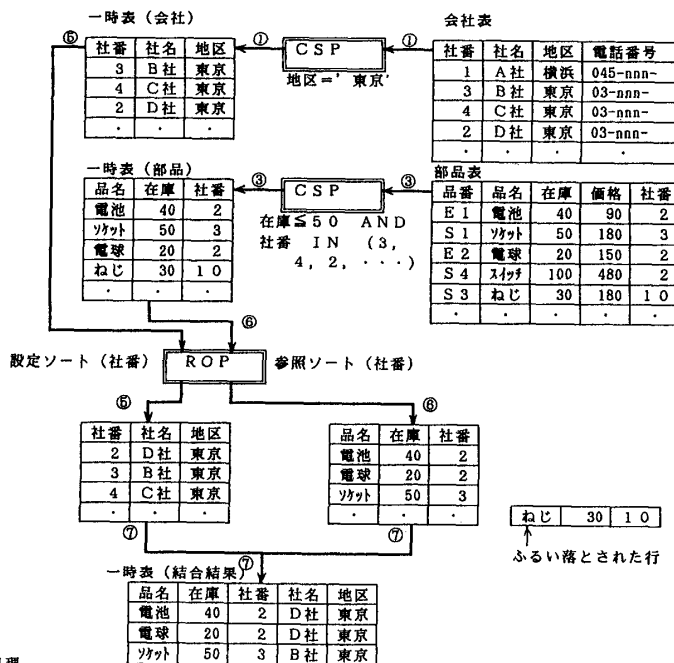 一時表(会社)
会社表
⑤
社番 社名 地区
3 B社 東京
4 C社 東京
2 D社 東京
・ ・ ・
①
CSP
①
地区='東京'
社番 社名 地区 電話番号
1 A社 横浜 045-nnn-
3 B社 東京 03-nnn-
4 C社 東京 03-nnn-
2 D社 東京 03-nnn-
・ ・ ・ ・
一時表(部品)
部品表
品名 在庫 社番
電池 40 2
ソケット 50 3
電球 20 2
ねじ 30 10
・ ・ ・
③
CSP
③
在庫≦50 AND
社番 IN (3,
4,2,・・・)
品番 品名 在庫 価格 社番
E1 電池 40 90 2
S1 ソケット 50 180 3
E2 電球 20 150 2
S4 スイッチ 100 480 2
S3 ねじ 30 180 10
・ ・ ・ ・ ・
⑥
設定ソート(社番)
ROP
参照ソート(社番)
⑤
⑥
社番 社名 地区
2 D社 東京
3 B社 東京
4 C社 東京
・ ・ ・
品名 在庫 社番
電池 40 2
電球 20 2
ソケット 50 3
・ ・ ・
ねじ 30 10
ふるい落とされた行
⑦
⑦
⑦
一時表(結合結果)
品名 在庫 社番 社名 地区
電池 40 2 D社 東京
電球 20 2 D社 東京
ソケット 50 3 B社 東京